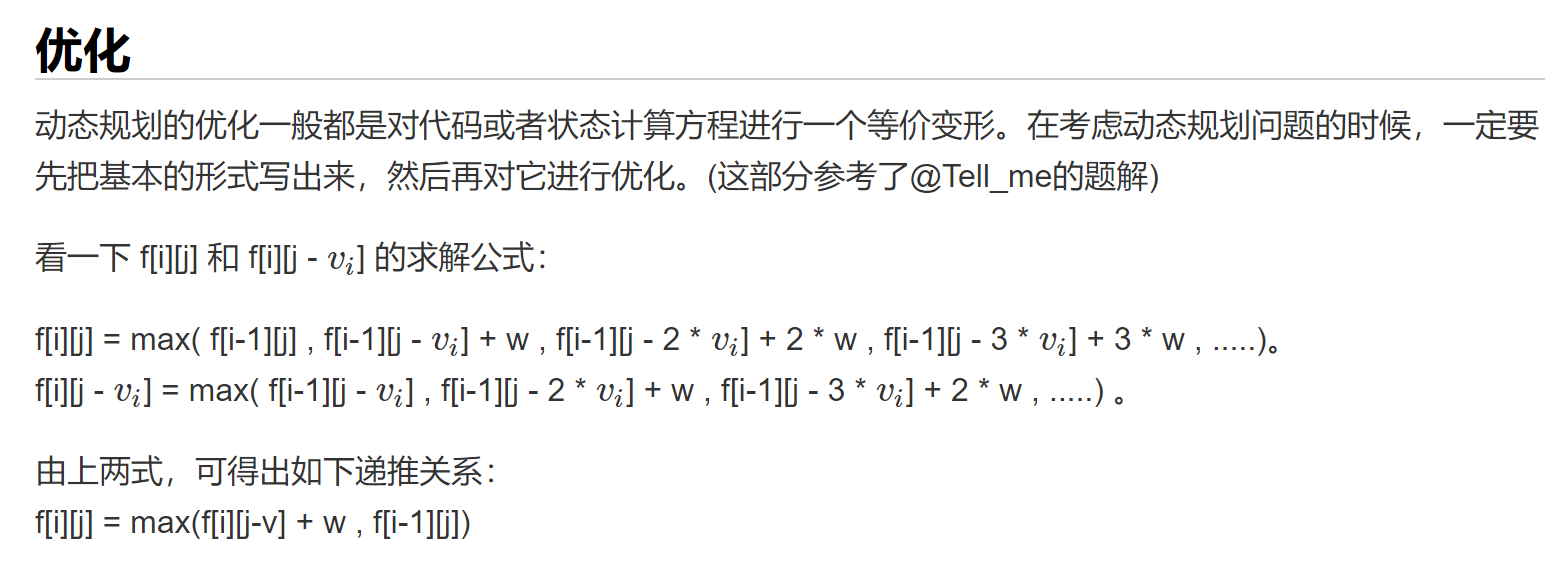 优化
动态规划的优化一般都是对代码或者状态计算方程进行一个等价变形。在考虑动态规划问题的时候，一定要
先把基本的形式写出来，然后再对它进行优化。(这部分参考了@Tell_me的题解)
看一下 f[i][j] 和 f[i][j - v_i] 的求解公式：
f[i][j] = max( f[i-1][j] , f[i-1][j - v_i] + w , f[i-1][j - 2 * v_i] + 2 * w , f[i-1][j - 3 * v_i] + 3 * w , .....)。
f[i][j - v_i] = max( f[i-1][j - v_i] , f[i-1][j - 2 * v_i] + w , f[i-1][j - 3 * v_i] + 2 * w , .....) 。
由上两式，可得出如下递推关系：
f[i][j] = max(f[i][j-v] + w , f[i-1][j])